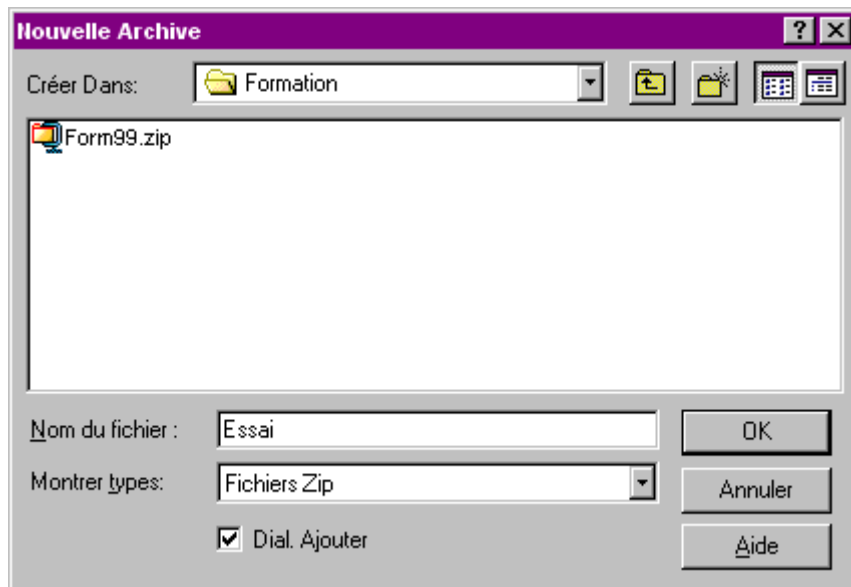 Nouvelle Archive
Créer Dans: Formation
Form99.zip
Nom du fichier : Essai OK
Montrer types: Fichiers Zip Annuler
Dial. Ajouter Aide